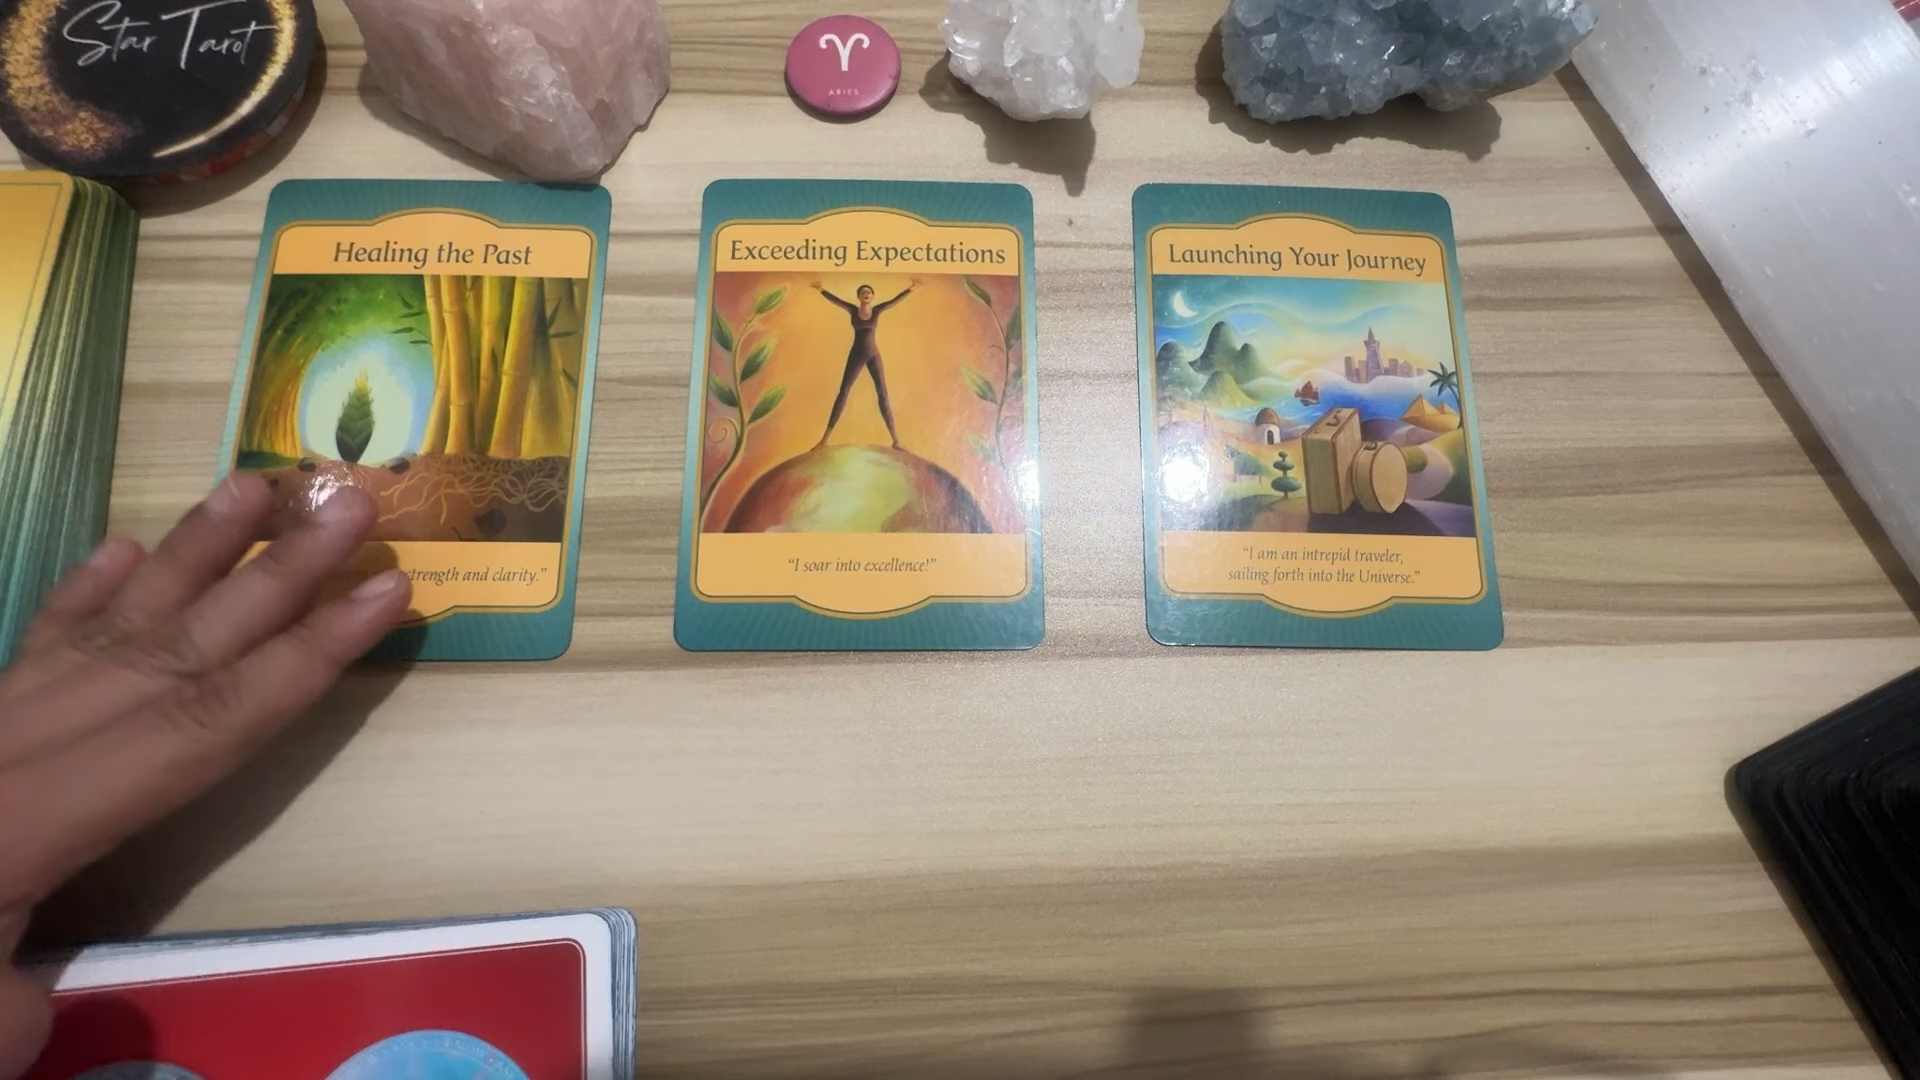 Star Tarot
ARIES
Healing the Past
strength and clarity."
Exceeding Expectations
"I soar into excellence!"
Launching Your Journey
"I am an intrepid traveler,
sailing forth into the Universe."